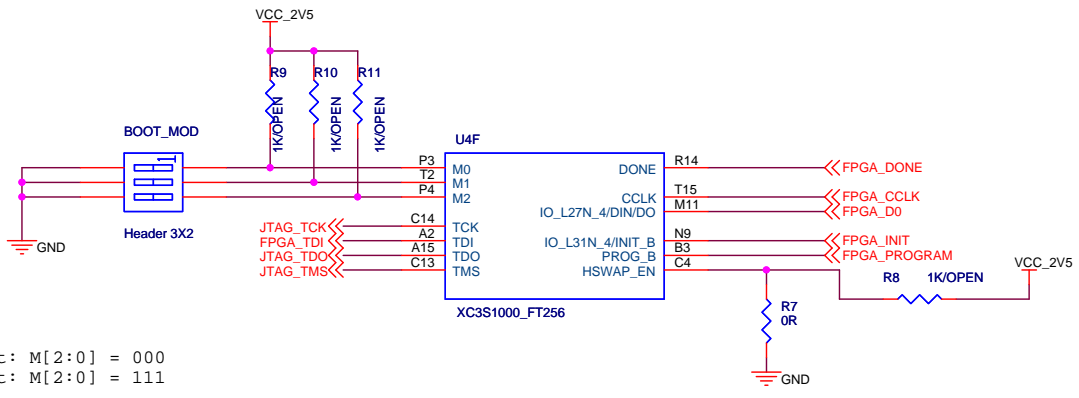 VCC_2V5
R9
R10
R11
1K/OPEN
1K/OPEN
1K/OPEN
BOOT_MOD
1
Header 3X2
GND
U4F
P3
M0
T2
M1
P4
M2
JTAG_TCK
C14
TCK
FPGA_TDI
A2
TDI
JTAG_TDO
A15
TDO
JTAG_TMS
C13
TMS
DONE
R14
FPGA_DONE
CCLK
T15
FPGA_CCLK
IO_L27N_4/DIN/DO
M11
FPGA_D0
IO_L31N_4/INIT_B
N9
FPGA_INIT
PROG_B
B3
FPGA_PROGRAM
HSWAP_EN
C4
XC3S1000_FT256
R8
1K/OPEN
VCC_2V5
R7
0R
GND
: M[2:0] = 000
: M[2:0] = 111